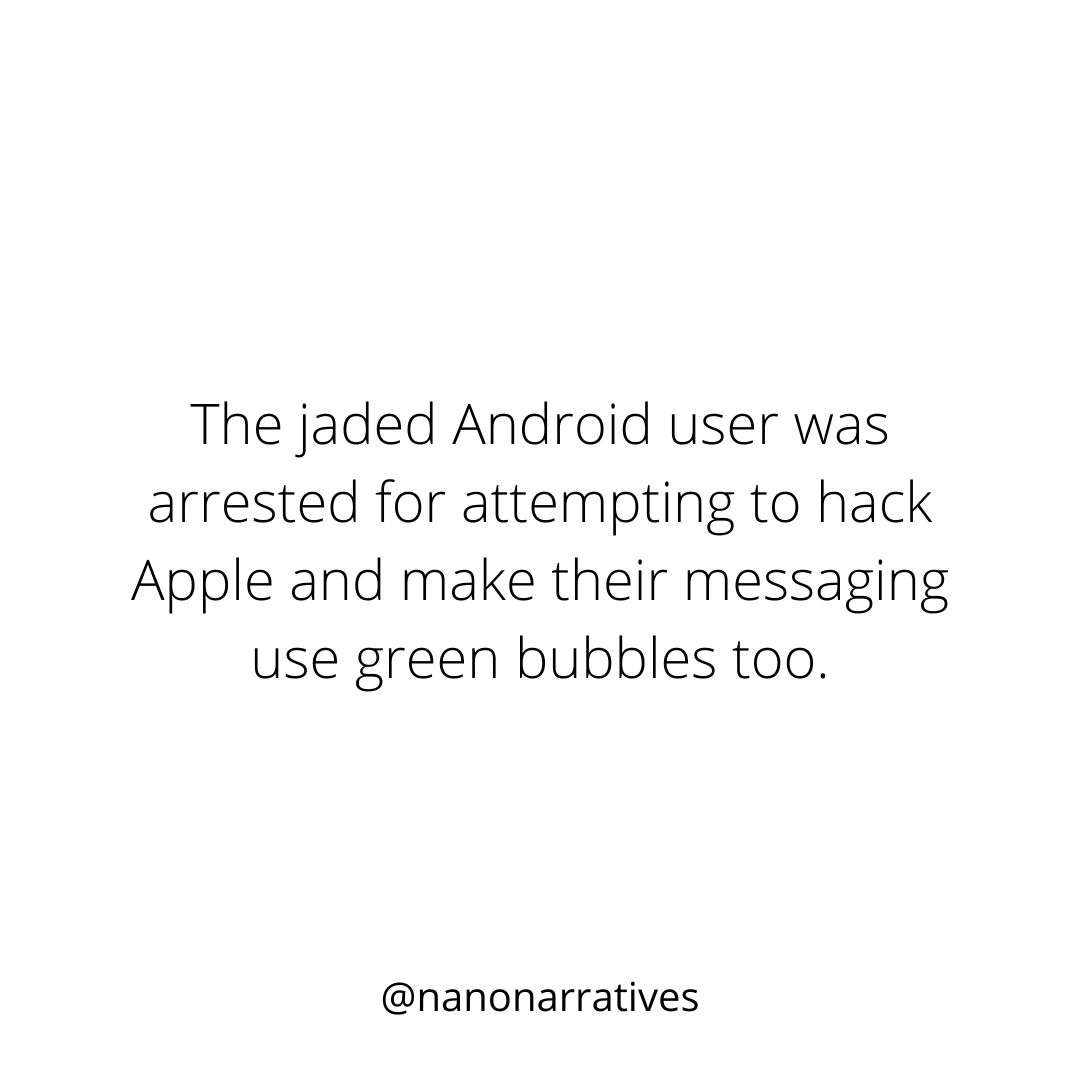 The jaded Android user was
arrested for attempting to hack
Apple and make their messaging
use green bubbles too.
@nanonarratives